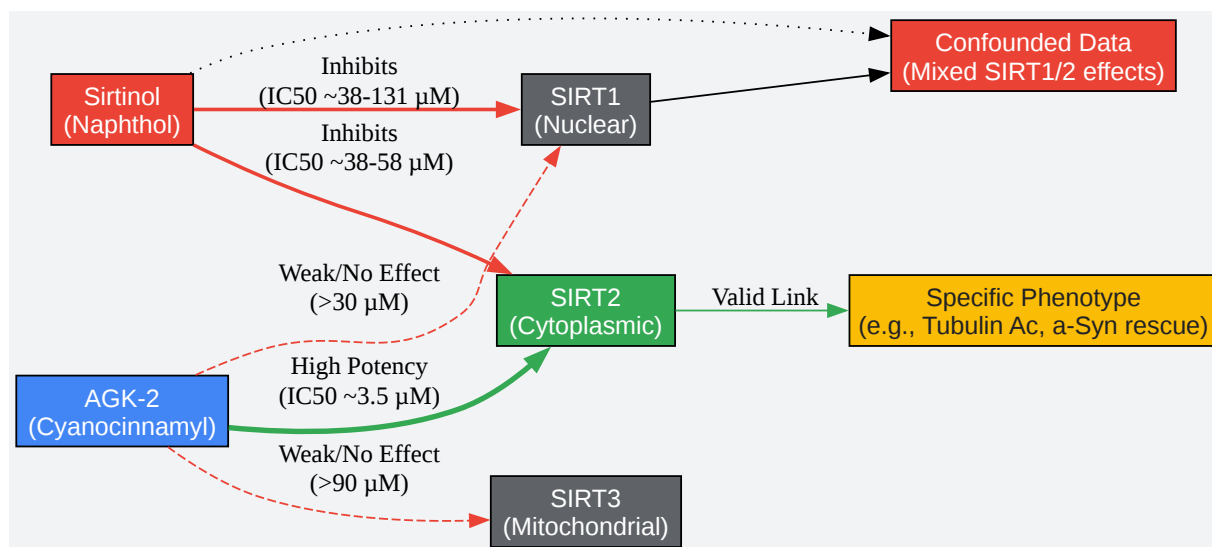 Sirtinol
(Naphthol)
Inhibits
(IC50 ~38-131 µM)
Inhibits
(IC50 ~38-58 µM)
SIRT1
(Nuclear)
Confounded Data
(Mixed SIRT1/2 effects)
Weak/No Effect
(>30 µM)
SIRT2
(Cytoplasmic)
Valid Link
Specific Phenotype
(e.g., Tubulin Ac, a-Syn rescue)
High Potency
(IC50 ~3.5 µM)
AGK-2
(Cyanocinnamyl)
Weak/No Effect
(>90 µM)
SIRT3
(Mitochondrial)